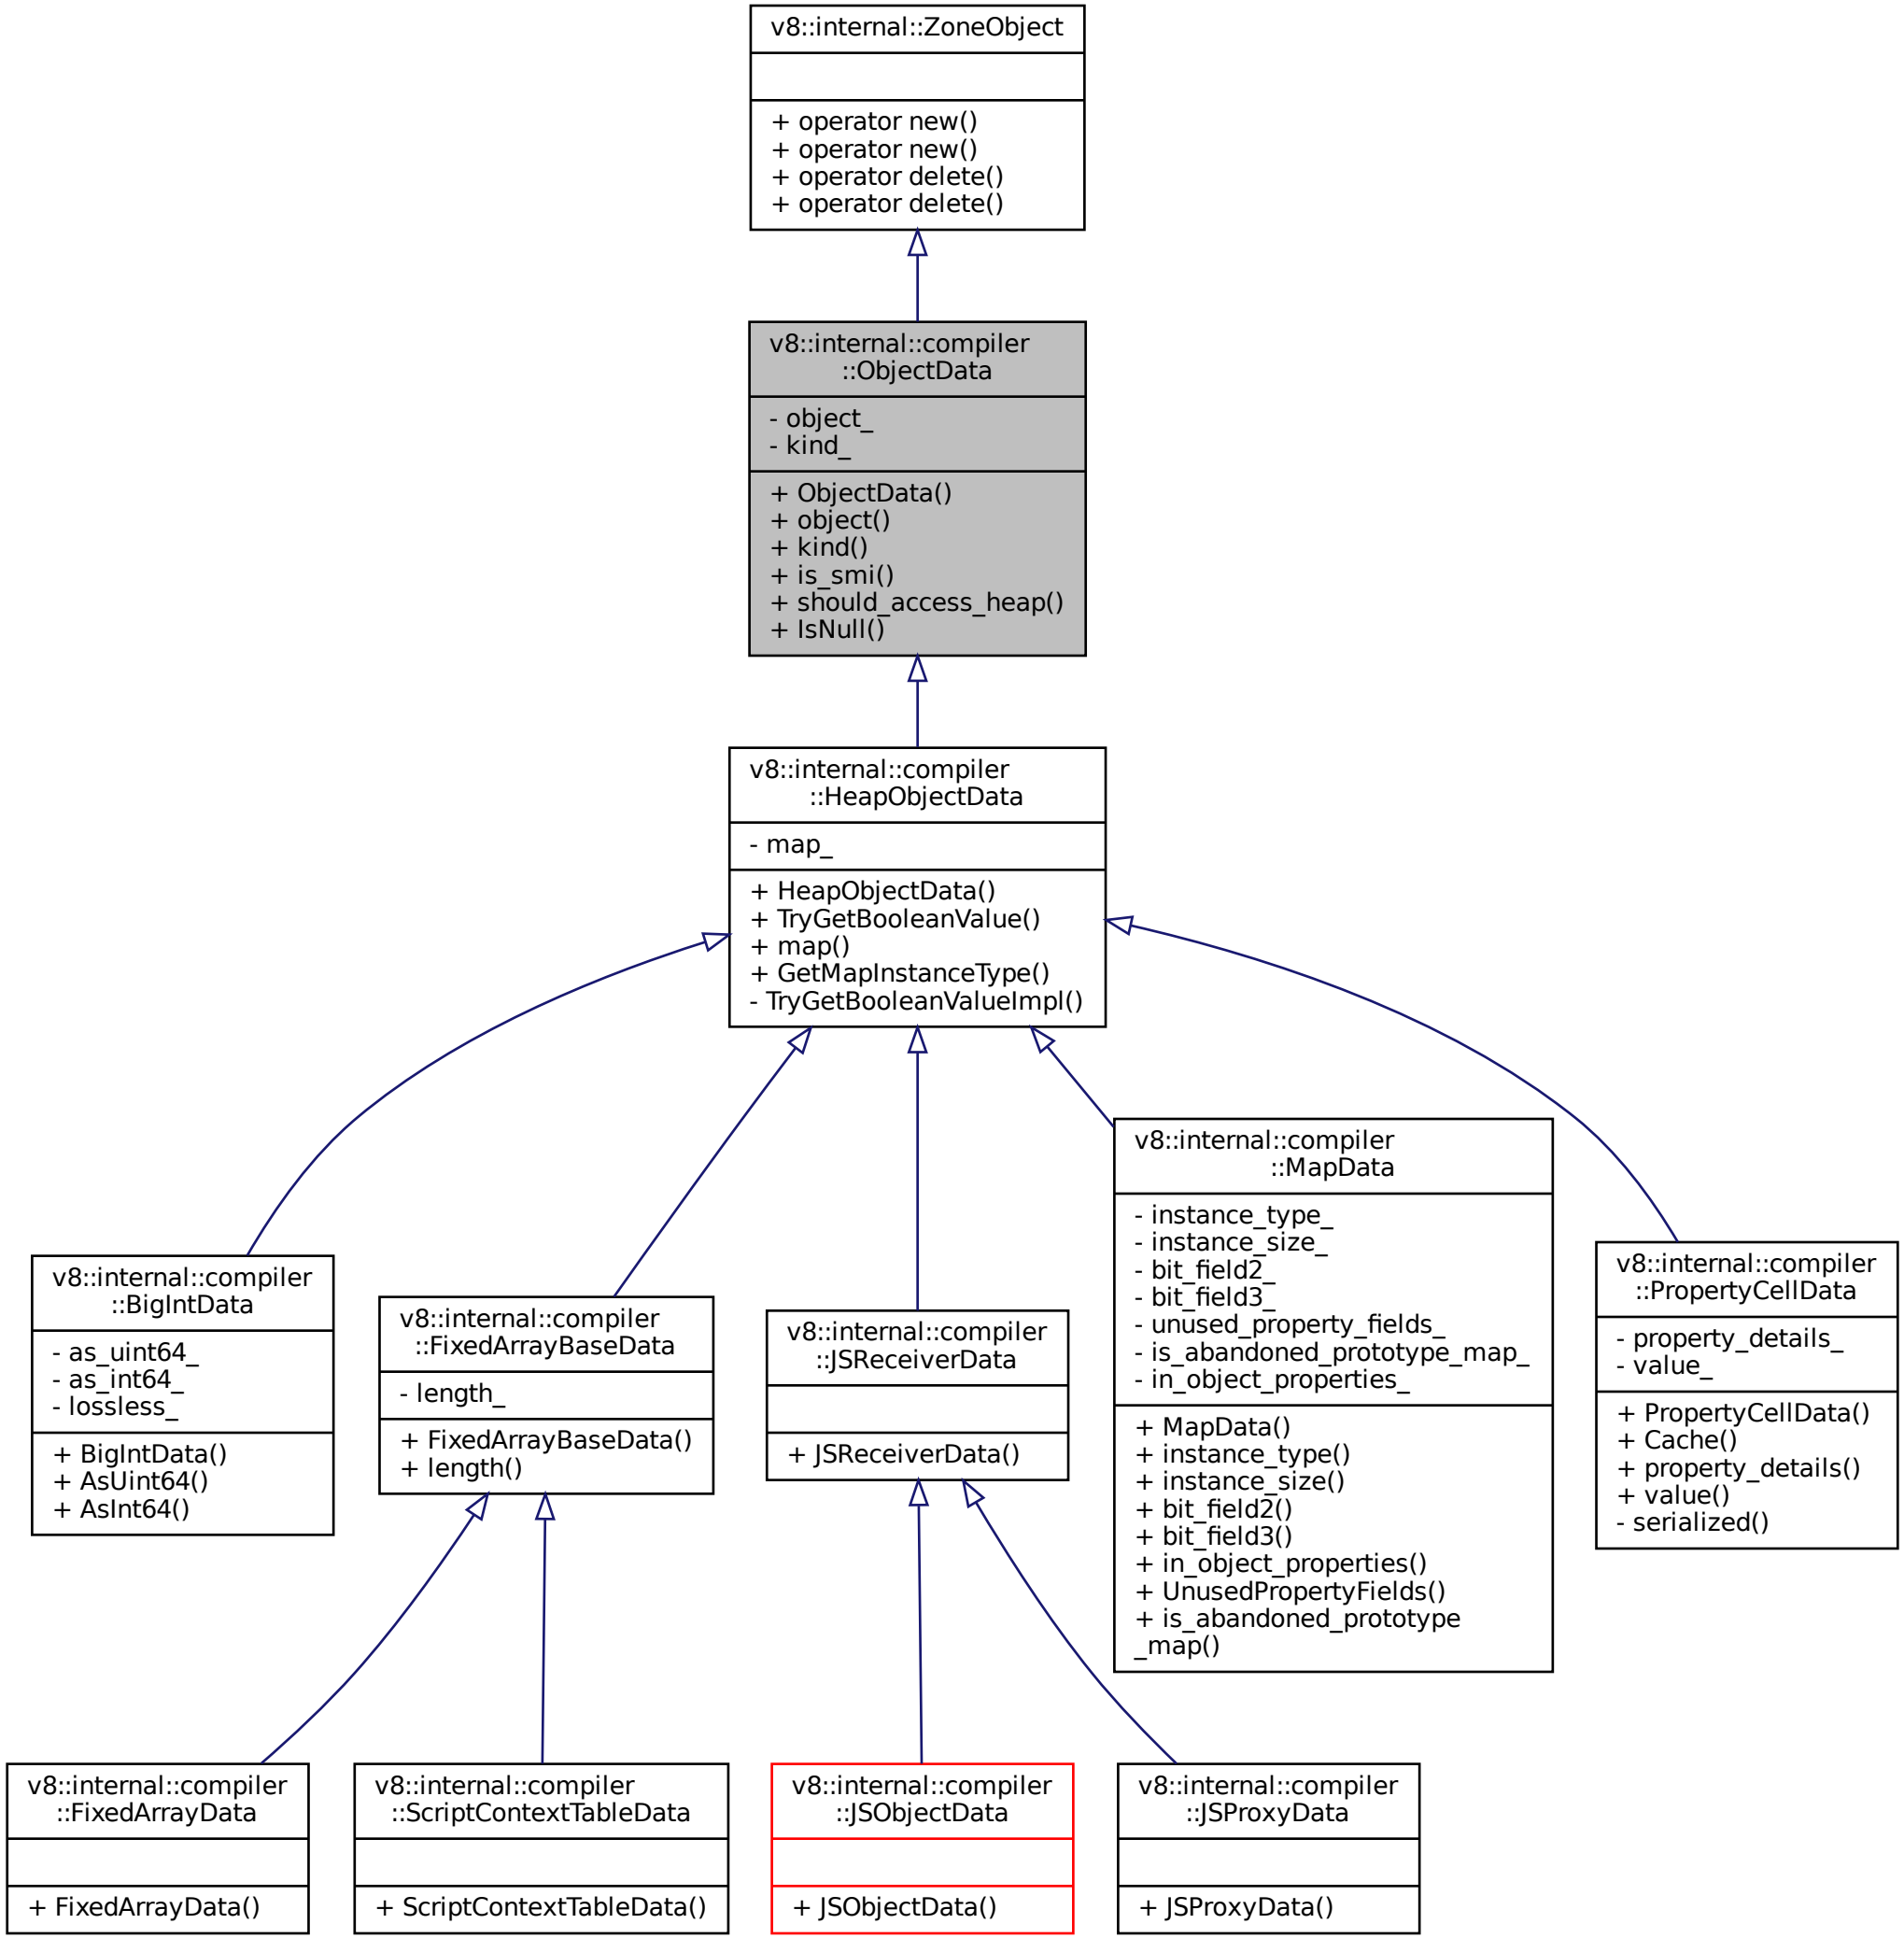 v8::internal::ZoneObject
+ operator new()
+ operator new()
+ operator delete()
+ operator delete()
v8::internal::compiler
::ObjectData
- object_
- kind_
+ ObjectData()
+ object()
+ kind()
+ is_smi()
+ should_access_heap()
+ IsNull()
v8::internal::compiler
::HeapObjectData
- map_
+ HeapObjectData()
+ TryGetBooleanValue()
+ map()
+ GetMapInstanceType()
- TryGetBooleanValueImpl()
v8::internal::compiler
::BigIntData
- as_uint64_
- as_int64_
- lossless_
+ BigIntData()
+ AsUint64()
+ AsInt64()
v8::internal::compiler
::FixedArrayBaseData
- length_
+ FixedArrayBaseData()
+ length()
v8::internal::compiler
::JSReceiverData
+ JSReceiverData()
v8::internal::compiler
::MapData
- instance_type_
- instance_size_
- bit_field2_
- bit_field3_
- unused_property_fields_
- is_abandoned_prototype_map_
- in_object_properties_
+ MapData()
+ instance_type()
+ instance_size()
+ bit_field2()
+ bit_field3()
+ in_object_properties()
+ UnusedPropertyFields()
+ is_abandoned_prototype
_map()
v8::internal::compiler
::PropertyCellData
- property_details_
- value_
+ PropertyCellData()
+ Cache()
+ property_details()
+ value()
- serialized()
v8::internal::compiler
::FixedArrayData
+ FixedArrayData()
v8::internal::compiler
::ScriptContextTableData
+ ScriptContextTableData()
v8::internal::compiler
::JSObjectData
+ JSObjectData()
v8::internal::compiler
::JSProxyData
+ JSProxyData()